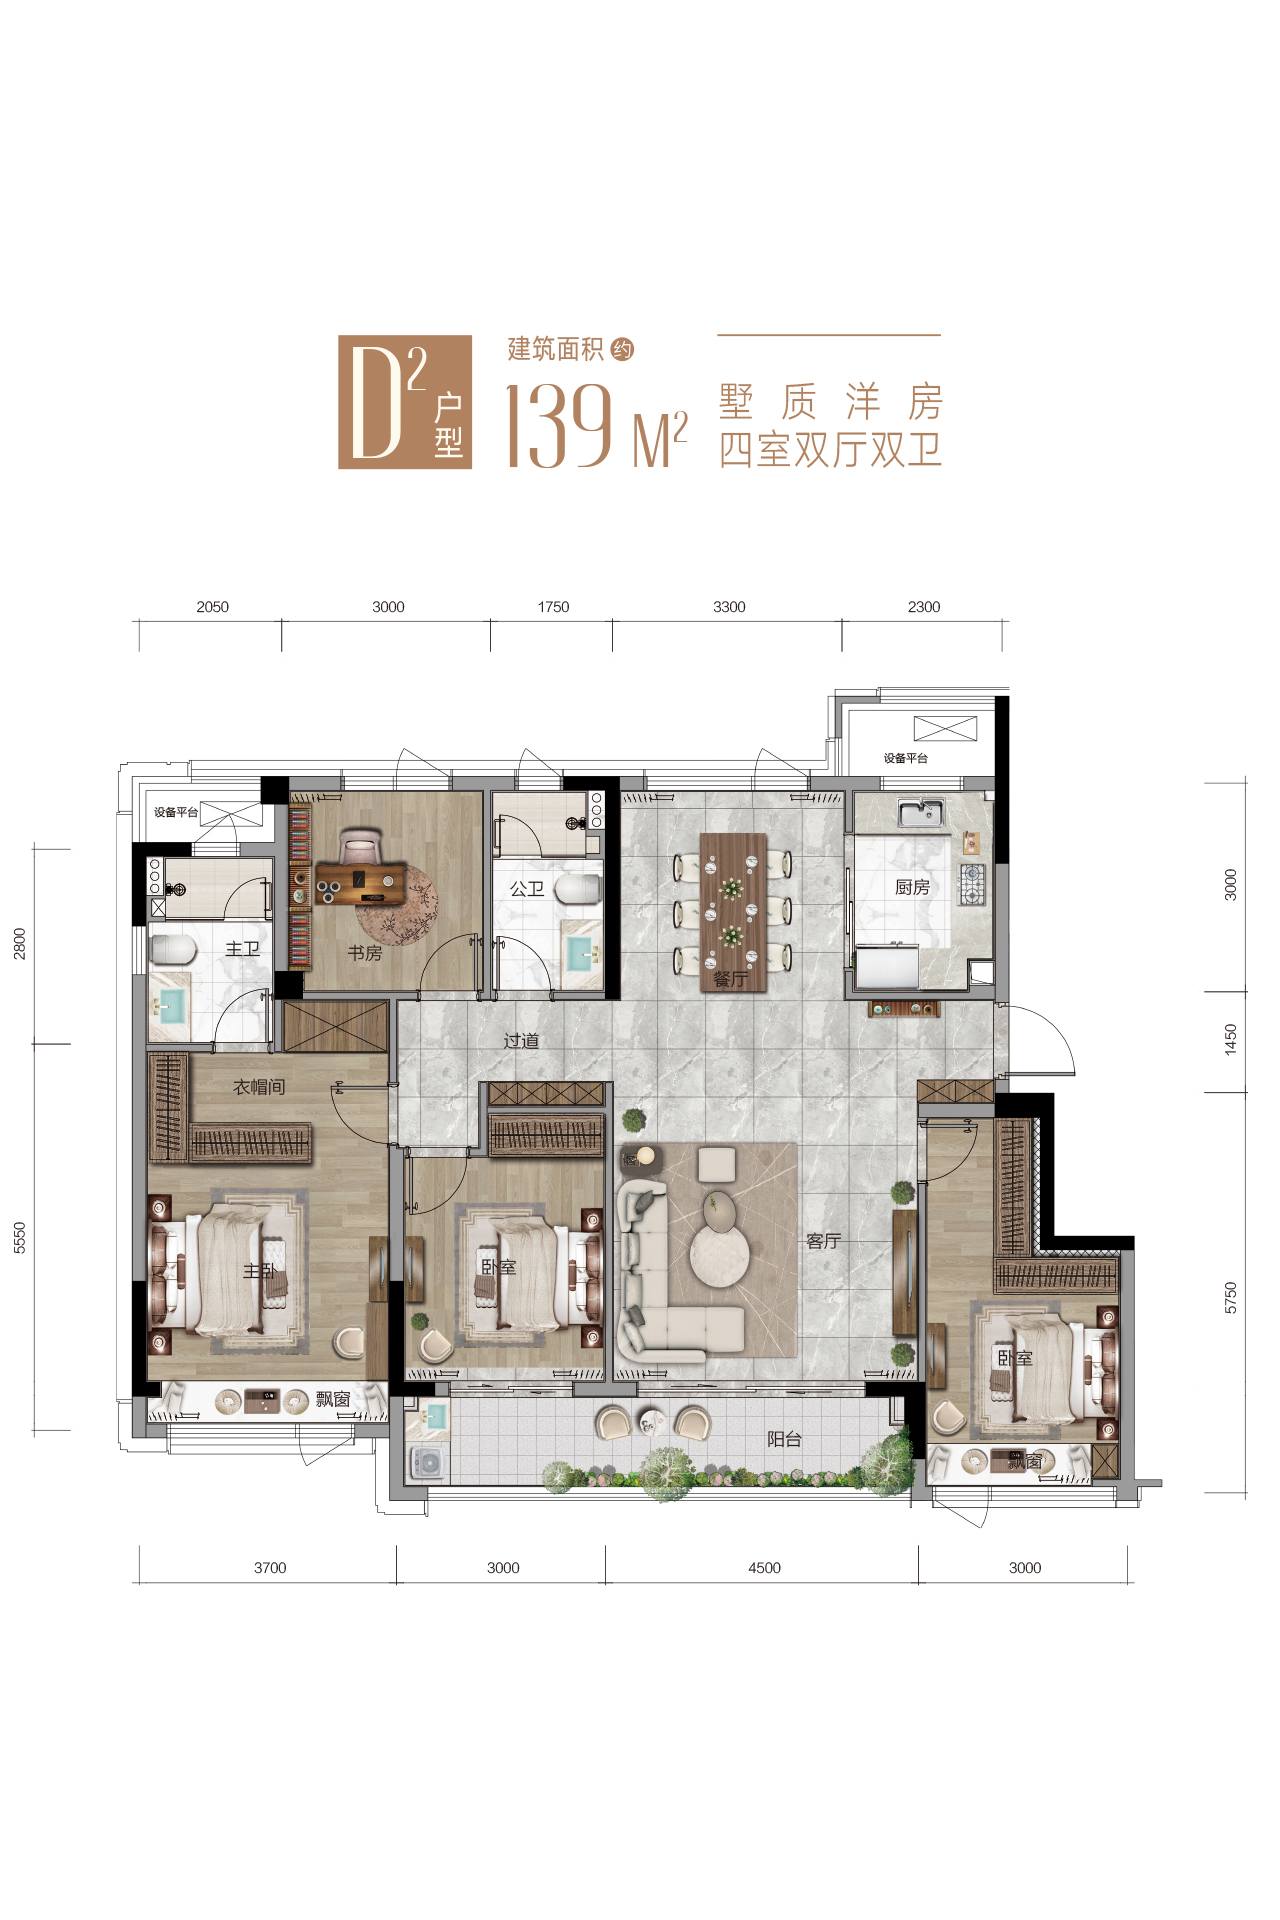 D²户型
建筑面积约
139 M²
墅质洋房
四室双厅双卫
2050 3000 1750 3300 2300
设备平台
设备平台
厨房
公卫
主卫
书房
餐厅
过道
衣帽间
客厅
主卧
卧室
卧室
飘窗
阳台
飘窗
2800
5550
3000
1450
5750
3700 3000 4500 3000